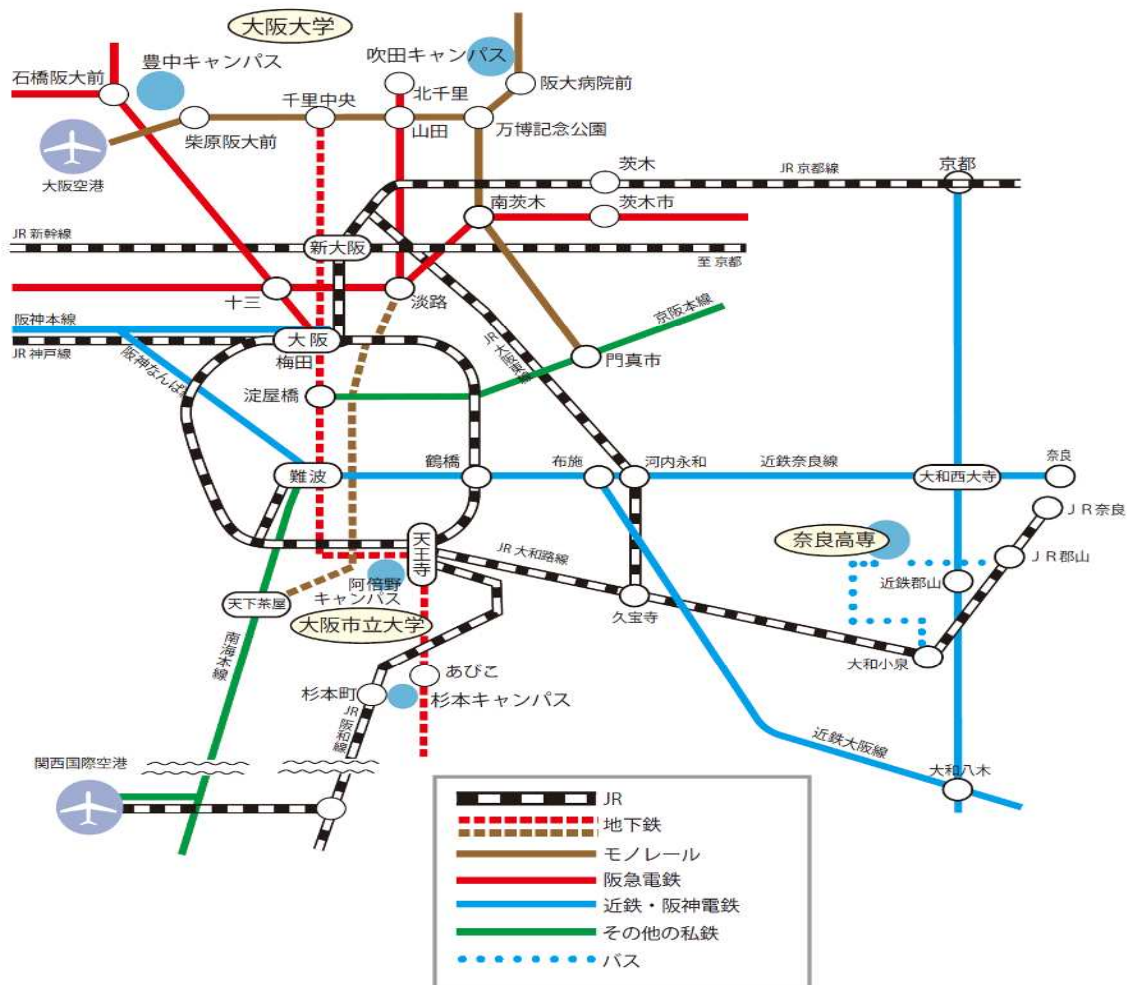 大阪大学
豊中キャンパス
吹田キャンパス
石橋阪大前
北千里
阪大病院前
千里中央
柴原阪大前
山田
万博記念公園
大阪空港
茨木
JR 京都線
京都
南茨木
茨木市
JR 新幹線
新大阪
至 京都
十三
淡路
阪神本線
京阪本線
JR 神戸線
大阪
梅田
JR 大阪東線
門真市
阪神なんば
淀屋橋
難波
鶴橋
布施
河内永和
近鉄奈良線
大和西大寺
奈良
JR奈良
奈良高専
天王寺
JR 大和路線
JR郡山
近鉄郡山
阿倍野
キャンパス
天下茶屋
大阪市立大学
久宝寺
大和小泉
南海本線
あびこ
杉本町
杉本キャンパス
JR 阪和線
近鉄大阪線
関西国際空港
大和八木
JR
地下鉄
モノレール
阪急電鉄
近鉄・阪神電鉄
その他の私鉄
バス